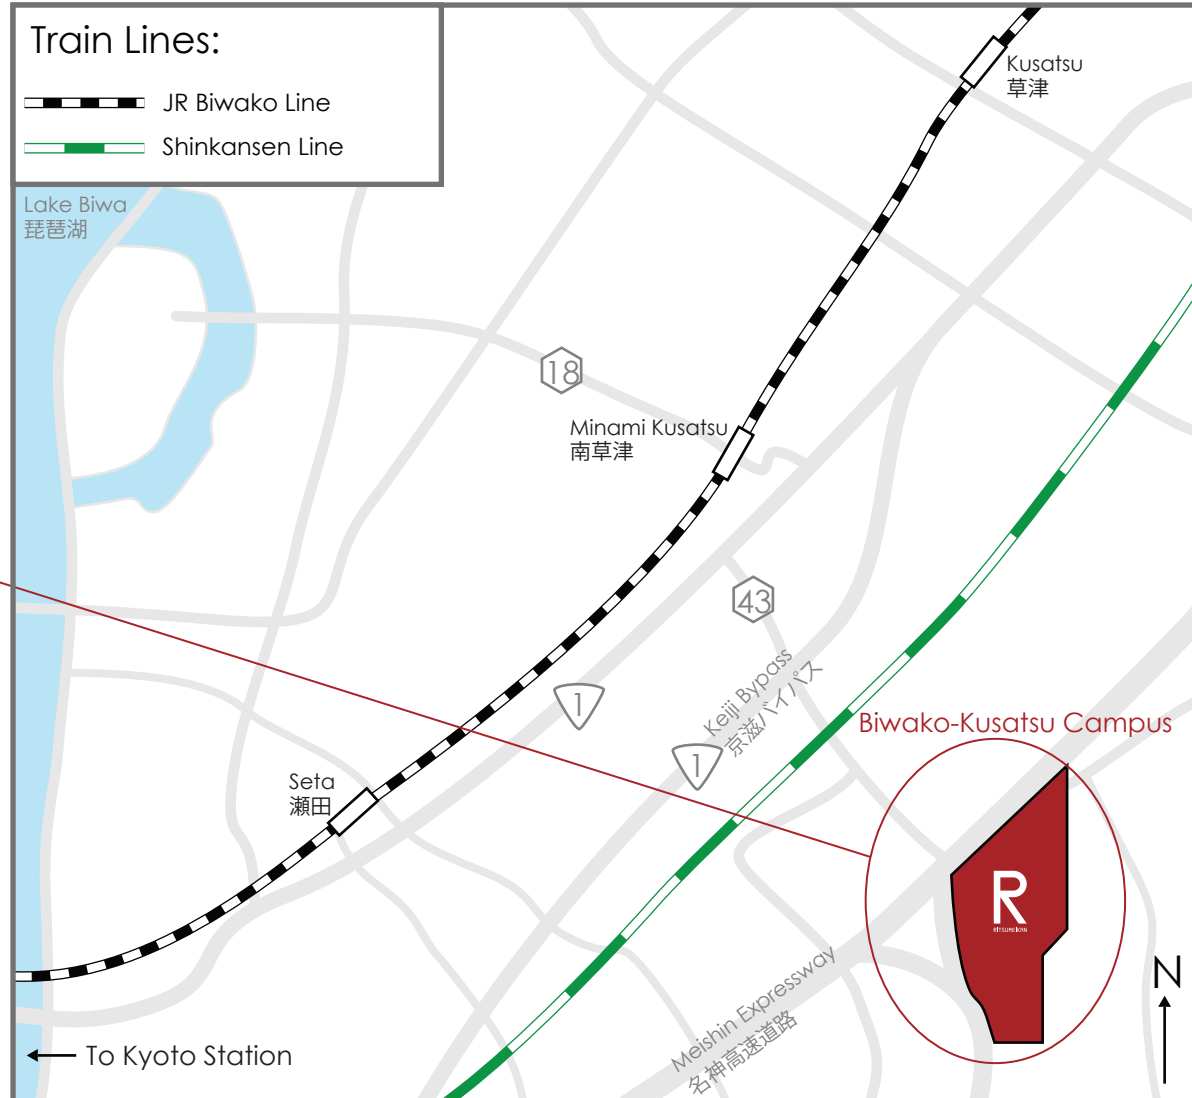 Train Lines:
JR Biwako Line
Shinkansen Line
Kusatsu
草津
Lake Biwa
琵琶湖
18
Minami Kusatsu
南草津
43
1
Keiji Bypass
京滋バイパス
1
Biwako-Kusatsu Campus
Seta
瀬田
R
RITSUMEIKAN
Meishin Expressway
名神高速道路
N
To Kyoto Station